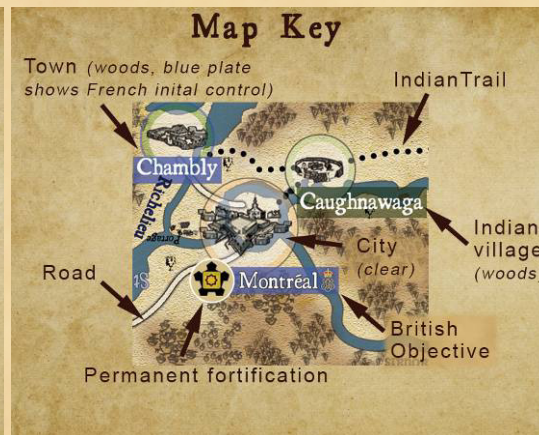 Map Key
Town (woods, blue plate
shows French inital control)
IndianTrail
Chambly
Richelieu
Caughnawaga
Portage
Indian
village
(woods)
City
(clear)
Road
Montréal
British
Objective
Permanent fortification